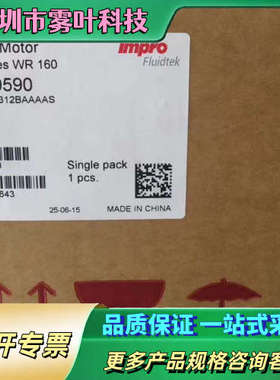 圳市雾叶科技
Motor
impro
Fluidtek
es WR 160
0590
312BAAAAS
Single pack
1 pcs.
25-06-15
MADE IN CHINA
643
开专票
品质保证 一站式采
更多产品规格咨询客